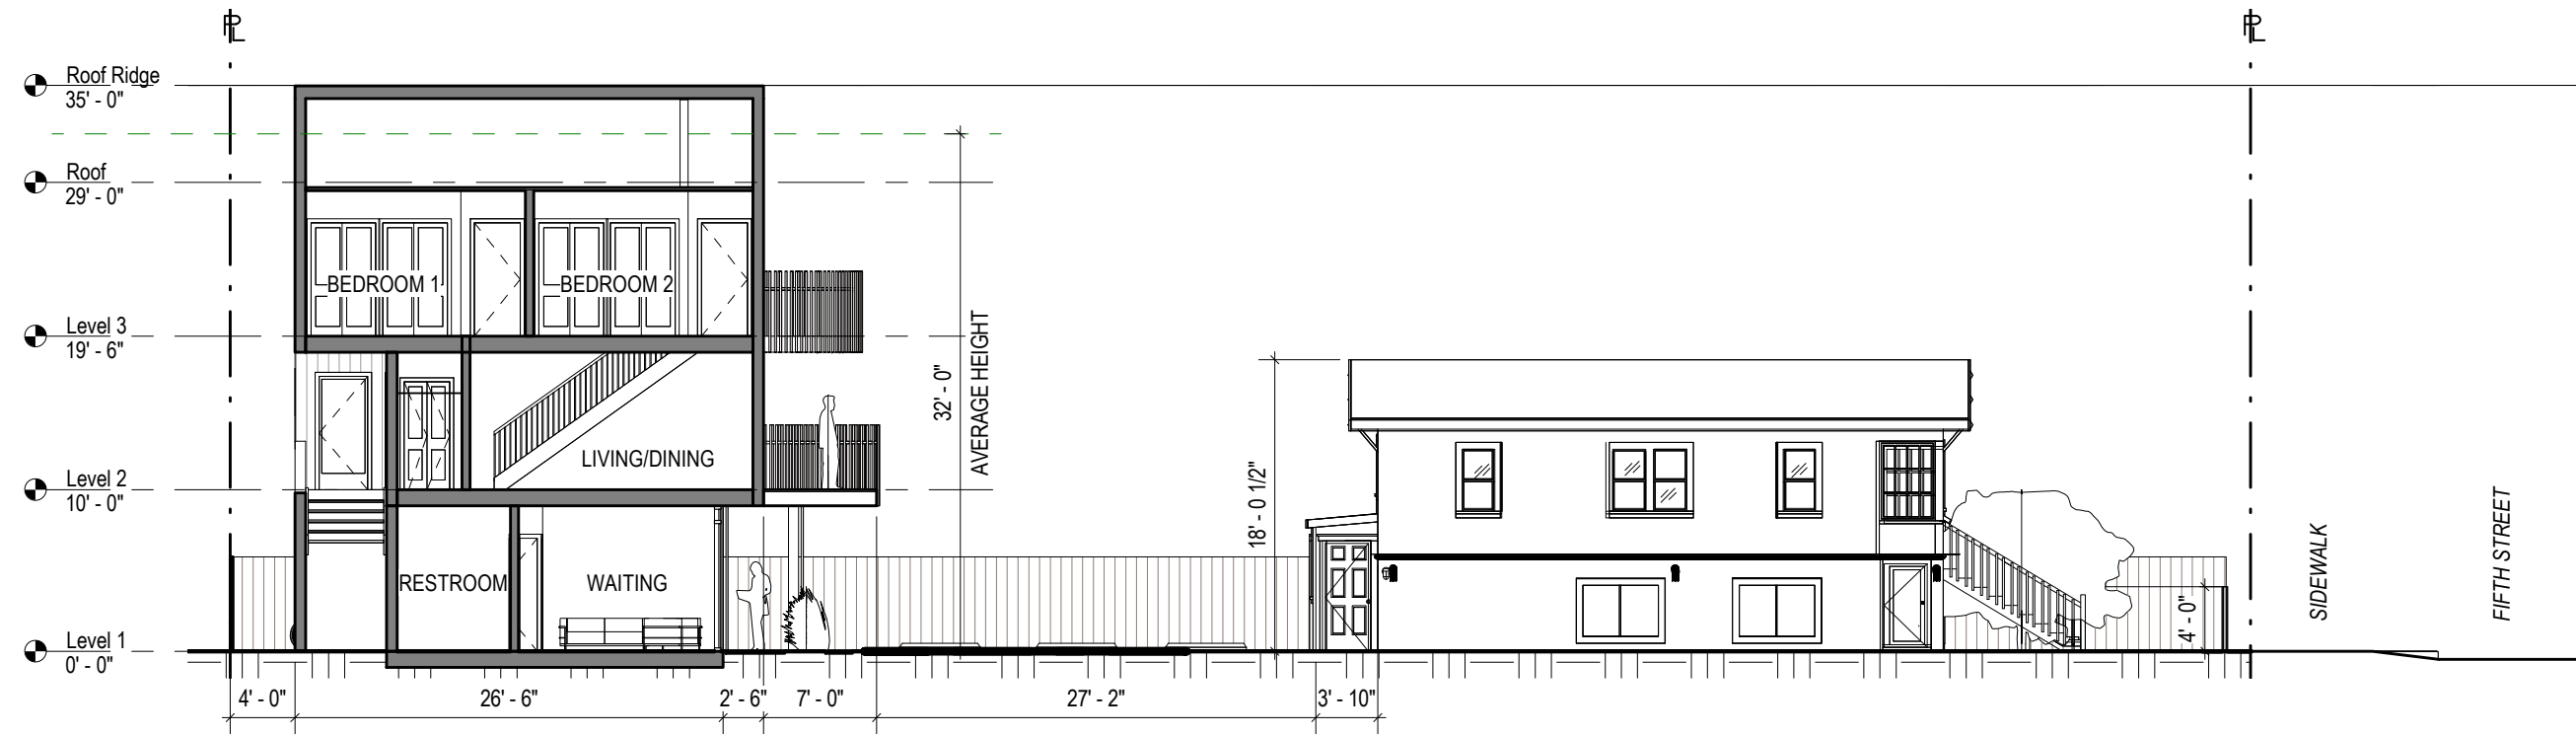 PL
PL
Roof Ridge
35' - 0"
Roof
29' - 0"
BEDROOM 1
BEDROOM 2
Level 3
19' - 6"
32' - 0"
AVERAGE HEIGHT
LIVING/DINING
Level 2
10' - 0"
18' - 0 1/2"
RESTROOM
WAITING
4' - 0"
SIDEWALK
FIFTH STREET
Level 1
0' - 0"
4' - 0"
26' - 6"
2' - 6"
7' - 0"
27' - 2"
3' - 10"